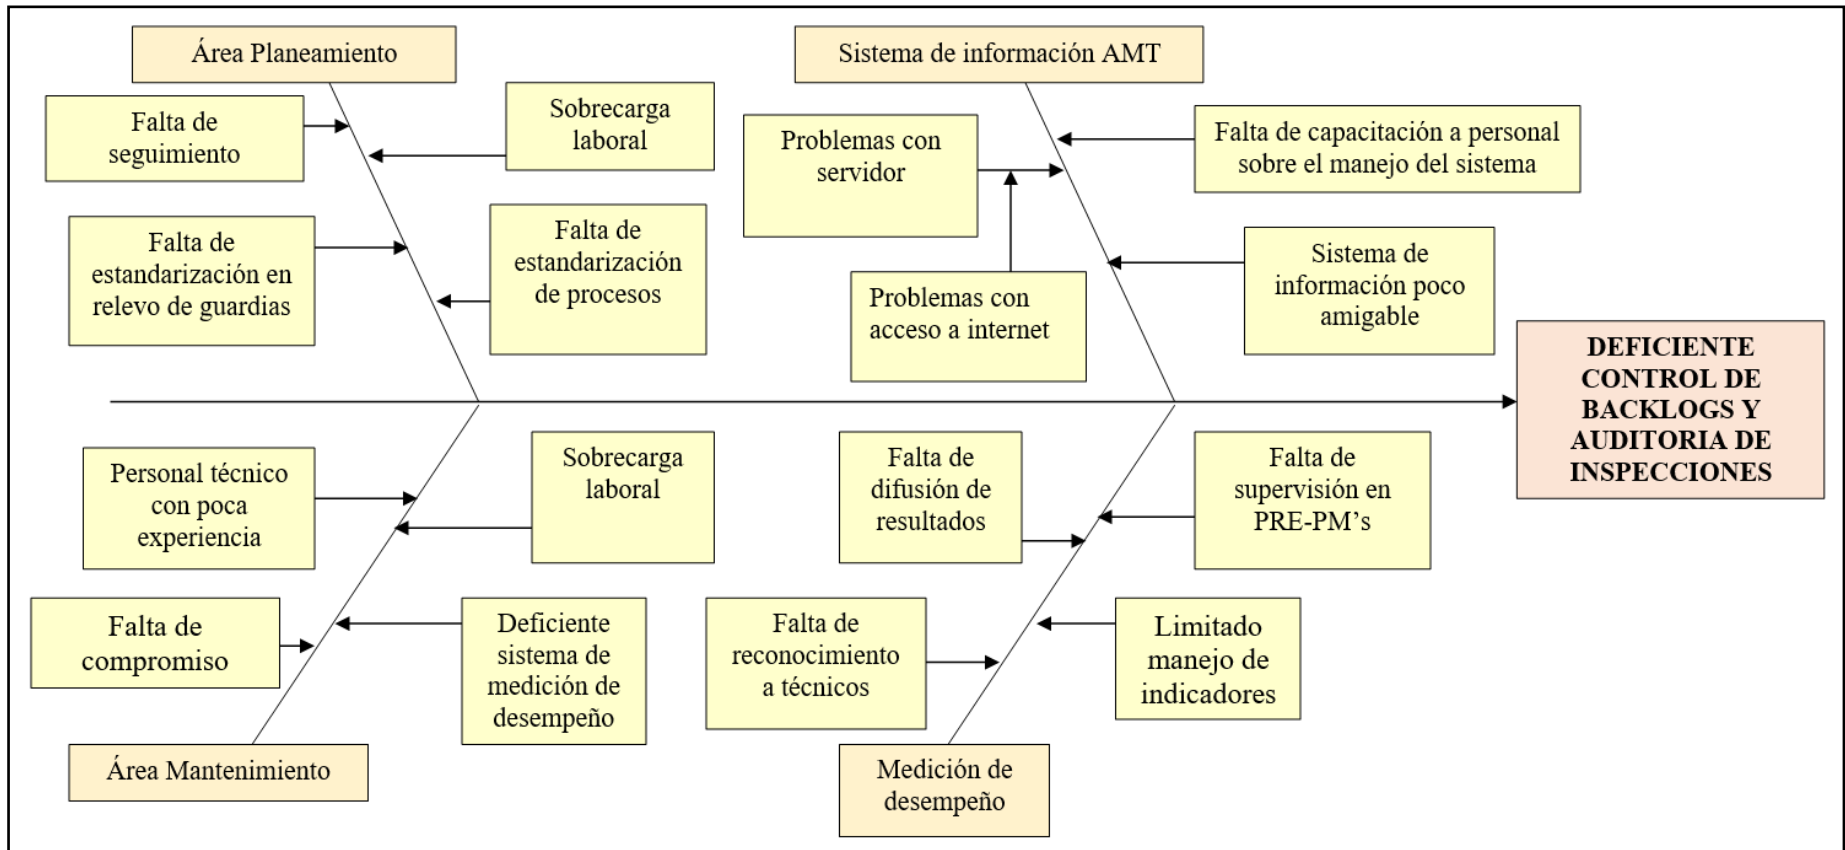 Área Planeamiento
Sistema de información AMT
Falta de
seguimiento
Sobrecarga
laboral
Problemas con
servidor
Falta de capacitación a personal
sobre el manejo del sistema
Falta de
estandarización en
relevo de guardias
Falta de
estandarización
de procesos
Problemas con
acceso a internet
Sistema de
información poco
amigable
DEFICIENTE
CONTROL DE
BACKLOGS Y
AUDITORIA DE
INSPECCIONES
Personal técnico
con poca
experiencia
Sobrecarga
laboral
Falta de
difusión de
resultados
Falta de
supervisión en
PRE-PM’s
Falta de
compromiso
Deficiente
sistema de
medición de
desempeño
Falta de
reconocimiento
a técnicos
Limitado
manejo de
indicadores
Área Mantenimiento
Medición de
desempeño